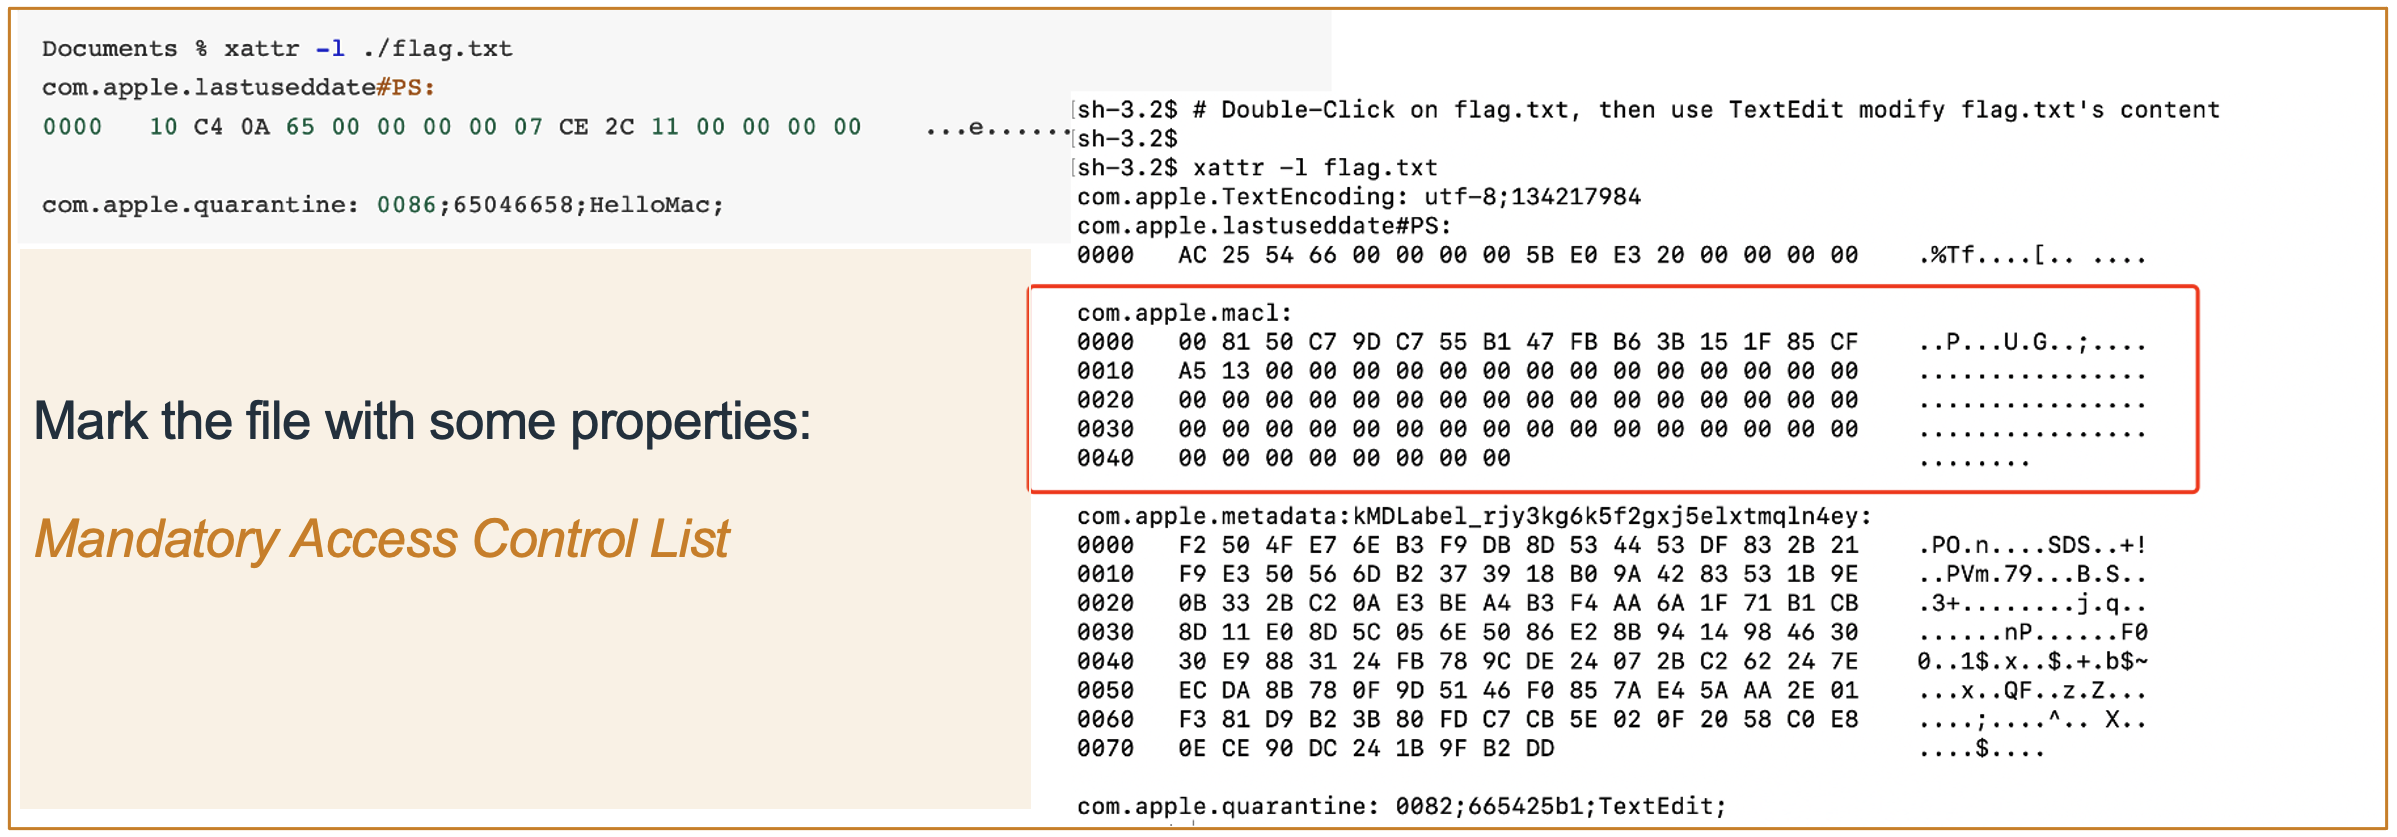 Documents % xattr -l ./flag.txt
com.apple.lastuseddate#PS:
0000   10 C4 0A 65 00 00 00 00 07 CE 2C 11 00 00 00 00    ...e......
com.apple.quarantine: 0086;65046658;HelloMac;
Mark the file with some properties:
Mandatory Access Control List
[sh-3.2$ # Double-Click on flag.txt, then use TextEdit modify flag.txt's content
[sh-3.2$
[sh-3.2$ xattr -l flag.txt
com.apple.TextEncoding: utf-8;134217984
com.apple.lastuseddate#PS:
0000   AC 25 54 66 00 00 00 00 5B E0 E3 20 00 00 00 00    .%Tf....[.. ....
com.apple.macl:
0000   00 81 50 C7 9D C7 55 B1 47 FB B6 3B 15 1F 85 CF    ..P...U.G..;....
0010   A5 13 00 00 00 00 00 00 00 00 00 00 00 00 00 00    ................
0020   00 00 00 00 00 00 00 00 00 00 00 00 00 00 00 00    ................
0030   00 00 00 00 00 00 00 00 00 00 00 00 00 00 00 00    ................
0040   00 00 00 00 00 00 00 00    ........
com.apple.metadata:kMDLabel_rjy3kg6k5f2gxj5elxtmqln4ey:
0000   F2 50 4F E7 6E B3 F9 DB 8D 53 44 53 DF 83 2B 21    .PO.n....SDS..+!
0010   F9 E3 50 56 6D B2 37 39 18 B0 9A 42 83 53 1B 9E    ..PVm.79...B.S..
0020   0B 33 2B C2 0A E3 BE A4 B3 F4 AA 6A 1F 71 B1 CB    .3+........j.q..
0030   8D 11 E0 8D 5C 05 6E 50 86 E2 8B 94 14 98 46 30    ......nP......F0
0040   30 E9 88 31 24 FB 78 9C DE 24 07 2B C2 62 24 7E    0..1$.x..$.+.b$~
0050   EC DA 8B 78 0F 9D 51 46 F0 85 7A E4 5A AA 2E 01    ...x..QF..z.Z...
0060   F3 81 D9 B2 3B 80 FD C7 CB 5E 02 0F 20 58 C0 E8    ....;....^.. X..
0070   0E CE 90 DC 24 1B 9F B2 DD    ....$....
com.apple.quarantine: 0082;665425b1;TextEdit;